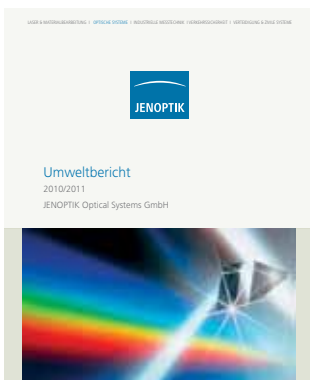 LASER & MATERIALBEARBEITUNG I OPTISCHE SYSTEME I INDUSTRIELLE MESSTECHNIK I VERKEHRSSICHERHEIT I VERTEIDIGUNG & ZIVILE SYSTEME
JENOPTIK
Umweltbericht
2010/2011
JENOPTIK Optical Systems GmbH